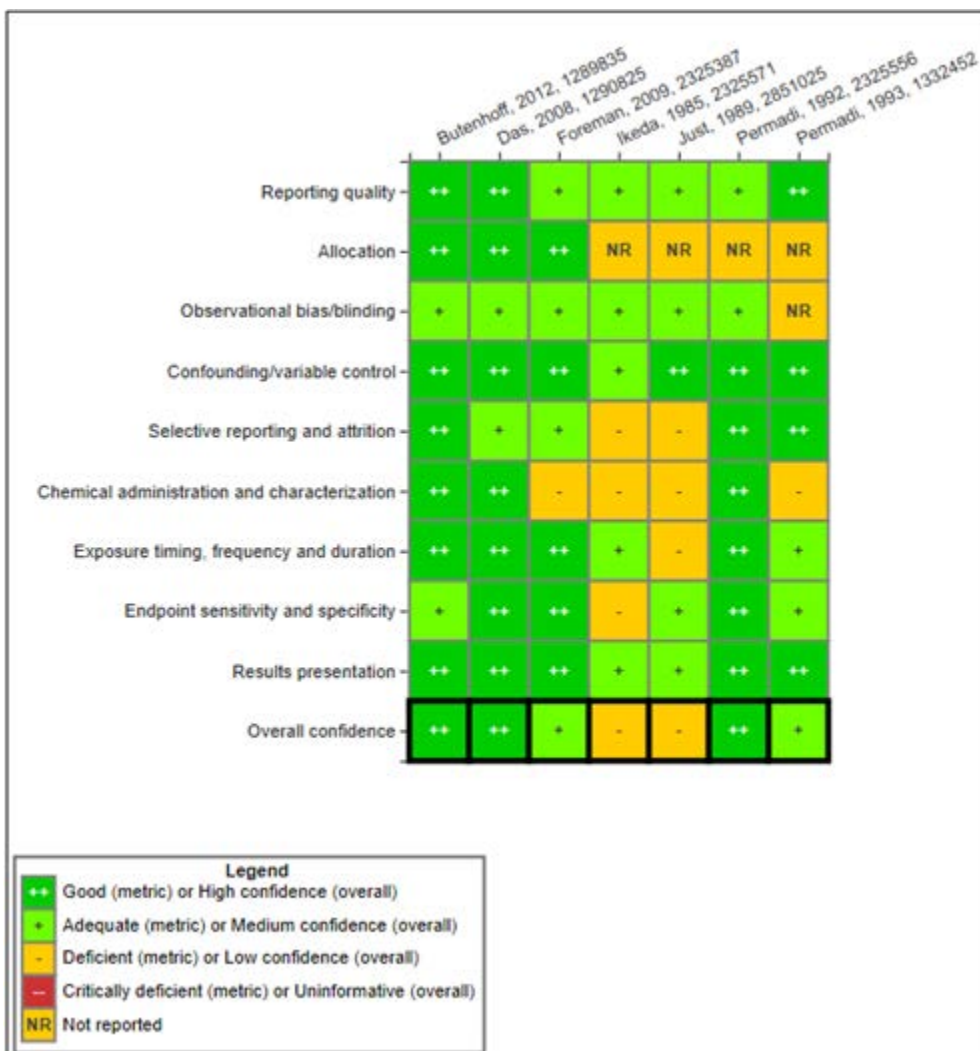 Butenhoff, 2012, 1289835
Das, 2008, 1290825
Foreman, 2009, 2325387
Ikeda, 1985, 2325571
Just, 1989, 2851025
Permadi, 1992, 2325556
Permadi, 1993, 1332452
Reporting quality ++ ++ + + + + ++
Allocation ++ ++ ++ NR NR NR NR
Observational bias/blinding + + + + + + NR
Confounding/variable control ++ ++ ++ + ++ ++ ++
Selective reporting and attrition ++ + + - - ++ ++
Chemical administration and characterization ++ ++ - - - ++ -
Exposure timing, frequency and duration ++ ++ ++ + - ++ +
Endpoint sensitivity and specificity + ++ ++ - + ++ +
Results presentation ++ ++ ++ + + ++ ++
Overall confidence ++ ++ + - - ++ +
Legend
++ Good (metric) or High confidence (overall)
+ Adequate (metric) or Medium confidence (overall)
- Deficient (metric) or Low confidence (overall)
-- Critically deficient (metric) or Uninformative (overall)
NR Not reported